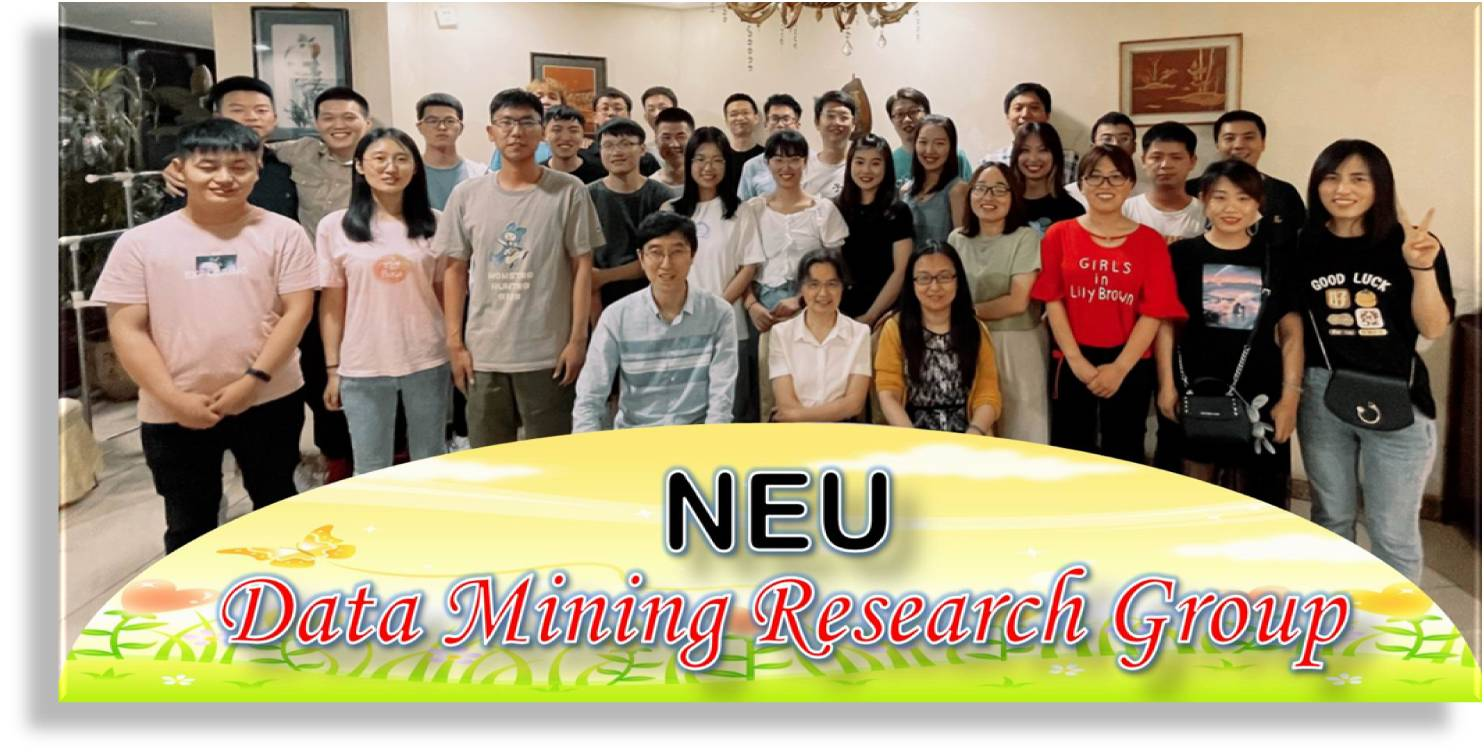 GIRLS
in
Lily Brown
GOOD LUCK
NEU
Data Mining Research Group